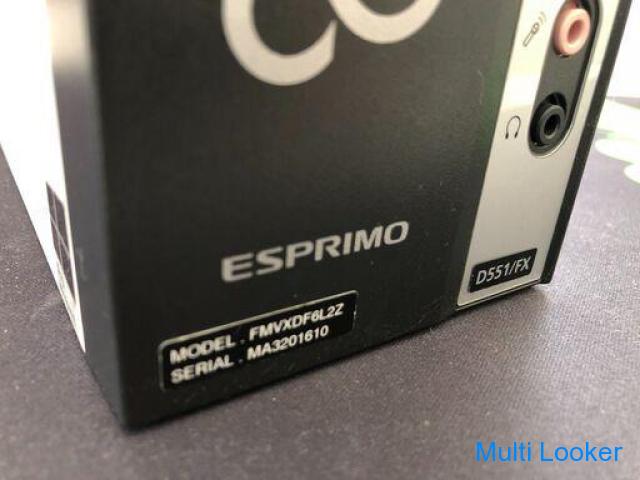 ESPRIMO
D551/FX
MODEL . FMVXDF6L2Z
SERIAL . MA3201610
Multi Looker